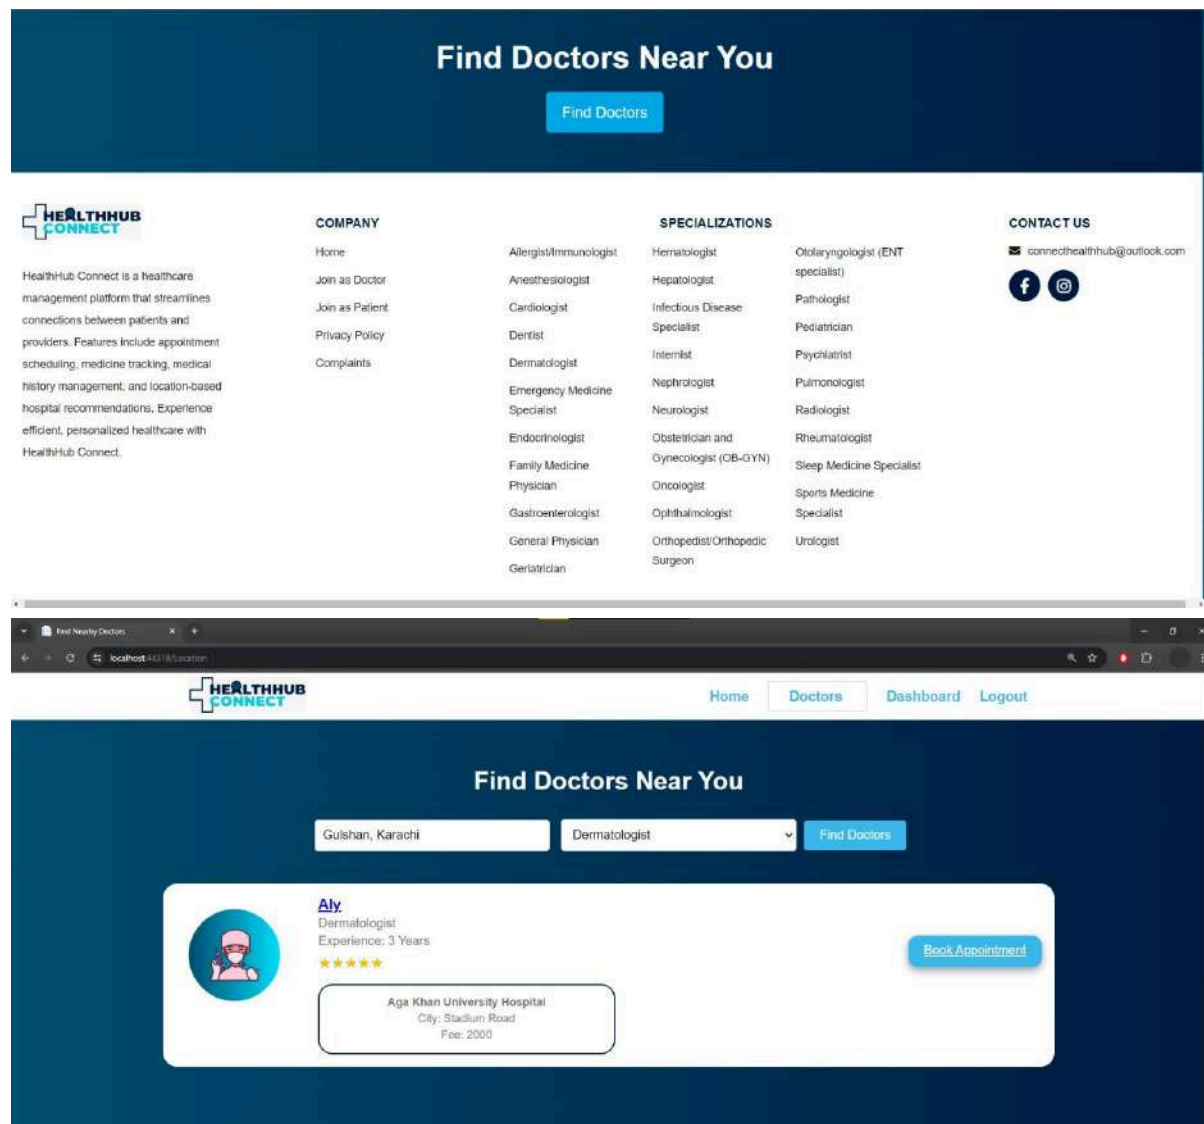 Find Doctors Near You
Find Doctors
HEALTHHUB
CONNECT
HealthHub Connect is a healthcare
management platform that streamlines
connections between patients and
providers. Features include appointment
scheduling, medicine tracking, medical
history management, and location-based
hospital recommendations. Experience
efficient, personalized healthcare with
HealthHub Connect.
COMPANY
Home
Join as Doctor
Join as Patient
Privacy Policy
Complaints
SPECIALIZATIONS
Allergist/Immunologist
Anesthesiologist
Cardiologist
Dentist
Dermatologist
Emergency Medicine
Specialist
Endocrinologist
Family Medicine
Physician
Gastroenterologist
General Physician
Geriatrician
Hematologist
Hepatologist
Infectious Disease
Specialist
Internist
Nephrologist
Neurologist
Obstetrician and
Gynecologist (OB-GYN)
Oncologist
Ophthalmologist
Orthopedist/Orthopedic
Surgeon
Otolaryngologist (ENT
specialist)
Pathologist
Pediatrician
Psychiatrist
Pulmonologist
Radiologist
Rheumatologist
Sleep Medicine Specialist
Sports Medicine
Specialist
Urologist
CONTACT US
connecthealthhub@outlook.com
Find Nearby Doctors
localhost:44318/Location
HEALTHHUB
CONNECT
Home Doctors Dashboard Logout
Find Doctors Near You
Gulshan, Karachi Dermatologist Find Doctors
Aly
Dermatologist
Experience: 3 Years
Book Appointment
Aga Khan University Hospital
City: Stadium Road
Fee: 2000